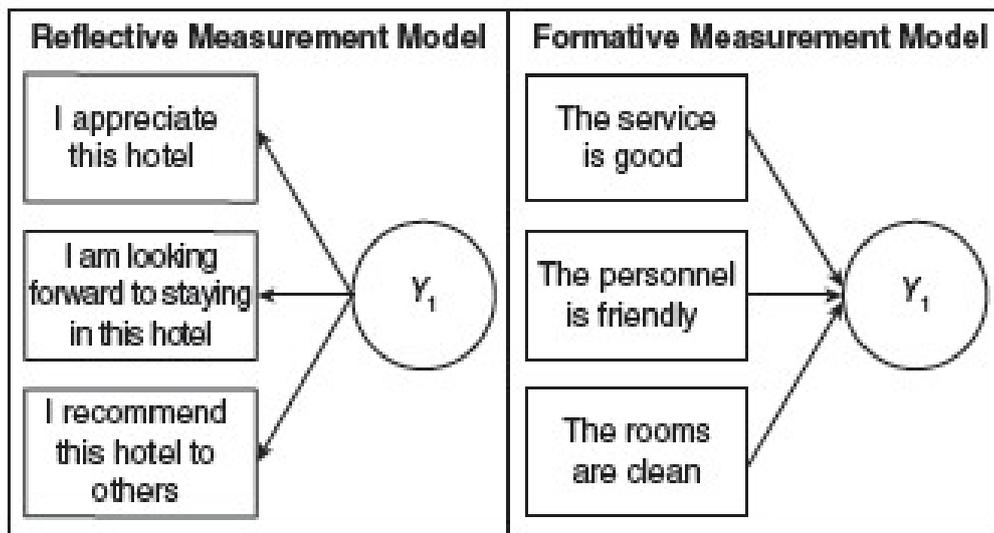 Reflective Measurement Model
I appreciate
this hotel
I am looking
forward to staying
in this hotel
I recommend
this hotel to
others
Y1
Formative Measurement Model
The service
is good
The personnel
is friendly
The rooms
are clean
Y1